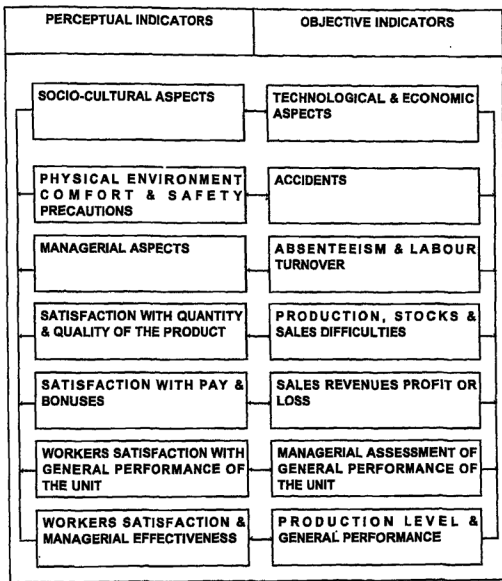 PERCEPTUAL INDICATORS
OBJECTIVE INDICATORS
SOCIO-CULTURAL ASPECTS
TECHNOLOGICAL & ECONOMIC
ASPECTS
PHYSICAL ENVIRONMENT
COMFORT & SAFETY
PRECAUTIONS
ACCIDENTS
MANAGERIAL ASPECTS
ABSENTEEISM & LABOUR
TURNOVER
SATISFACTION WITH QUANTITY
& QUALITY OF THE PRODUCT
PRODUCTION, STOCKS &
SALES DIFFICULTIES
SATISFACTION WITH PAY &
BONUSES
SALES REVENUES PROFIT OR
LOSS
WORKERS SATISFACTION WITH
GENERAL PERFORMANCE OF
THE UNIT
MANAGERIAL ASSESSMENT OF
GENERAL PERFORMANCE OF
THE UNIT
WORKERS SATISFACTION &
MANAGERIAL EFFECTIVENESS
PRODUCTION LEVEL &
GENERAL PERFORMANCE